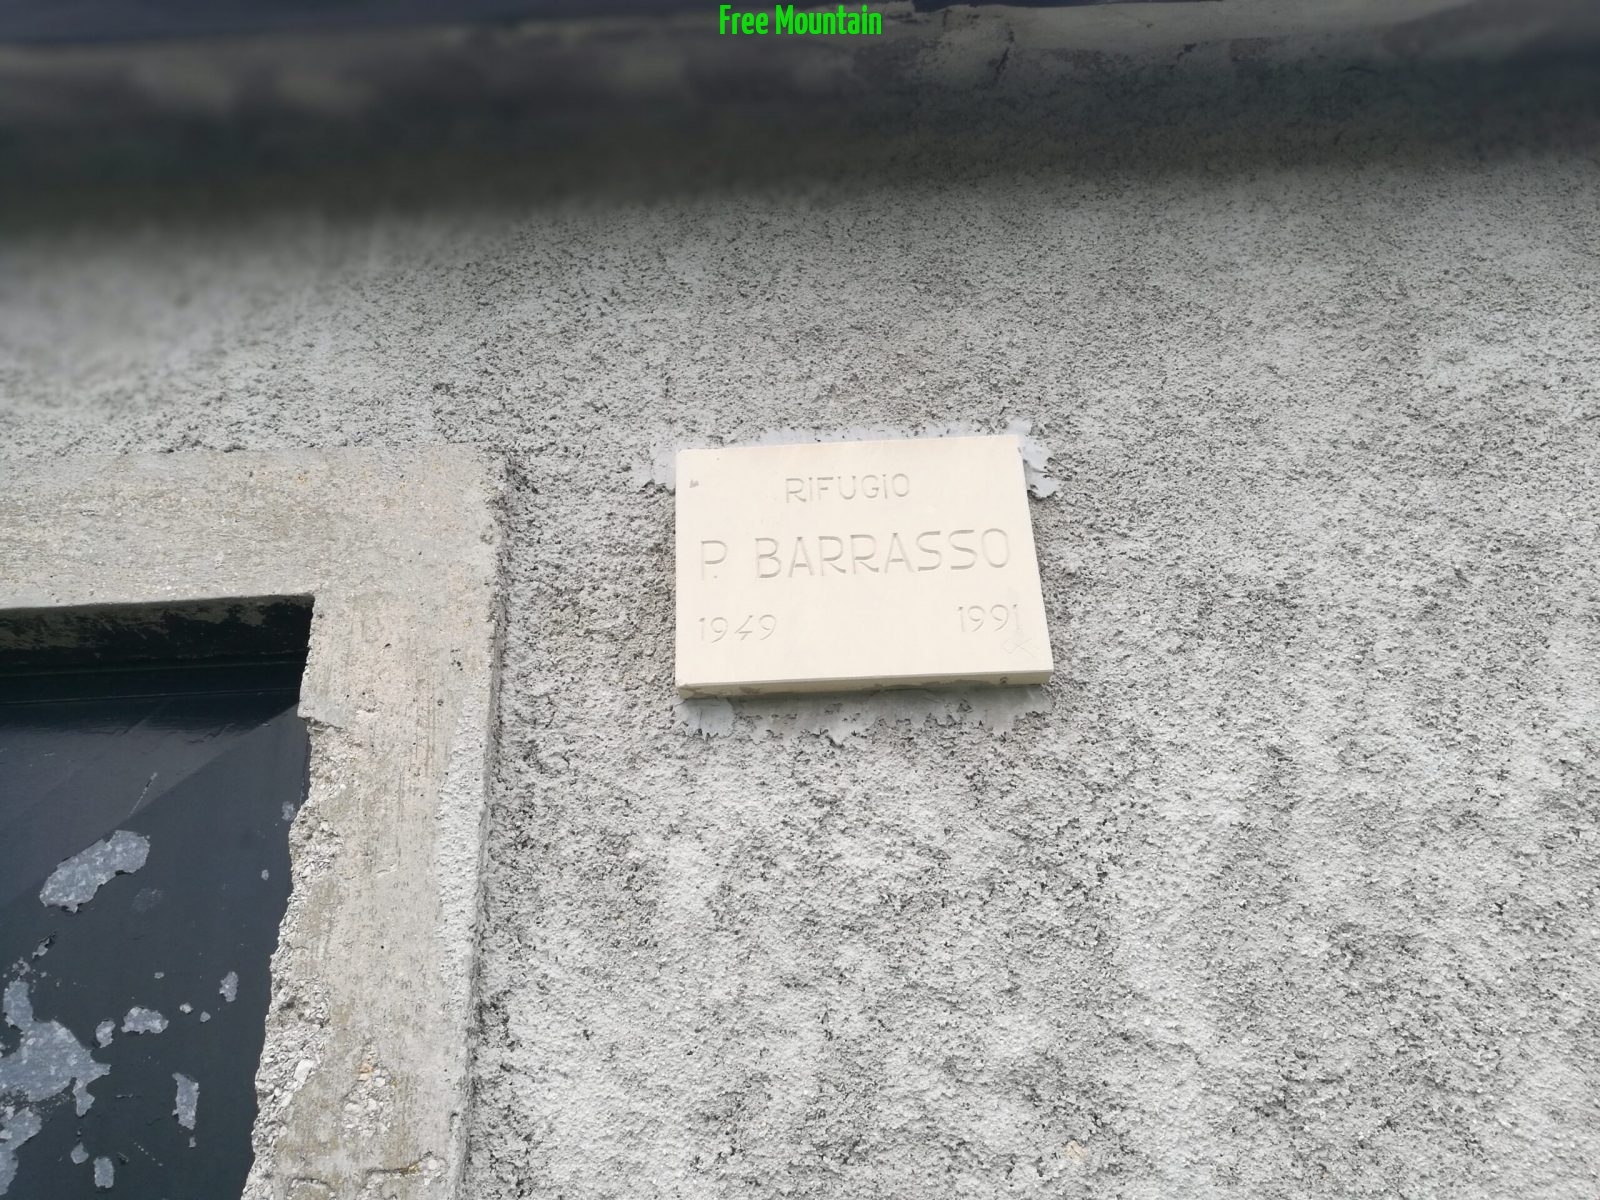 Free Mountain
RIFUGIO
P. BARRASSO
1949 1991